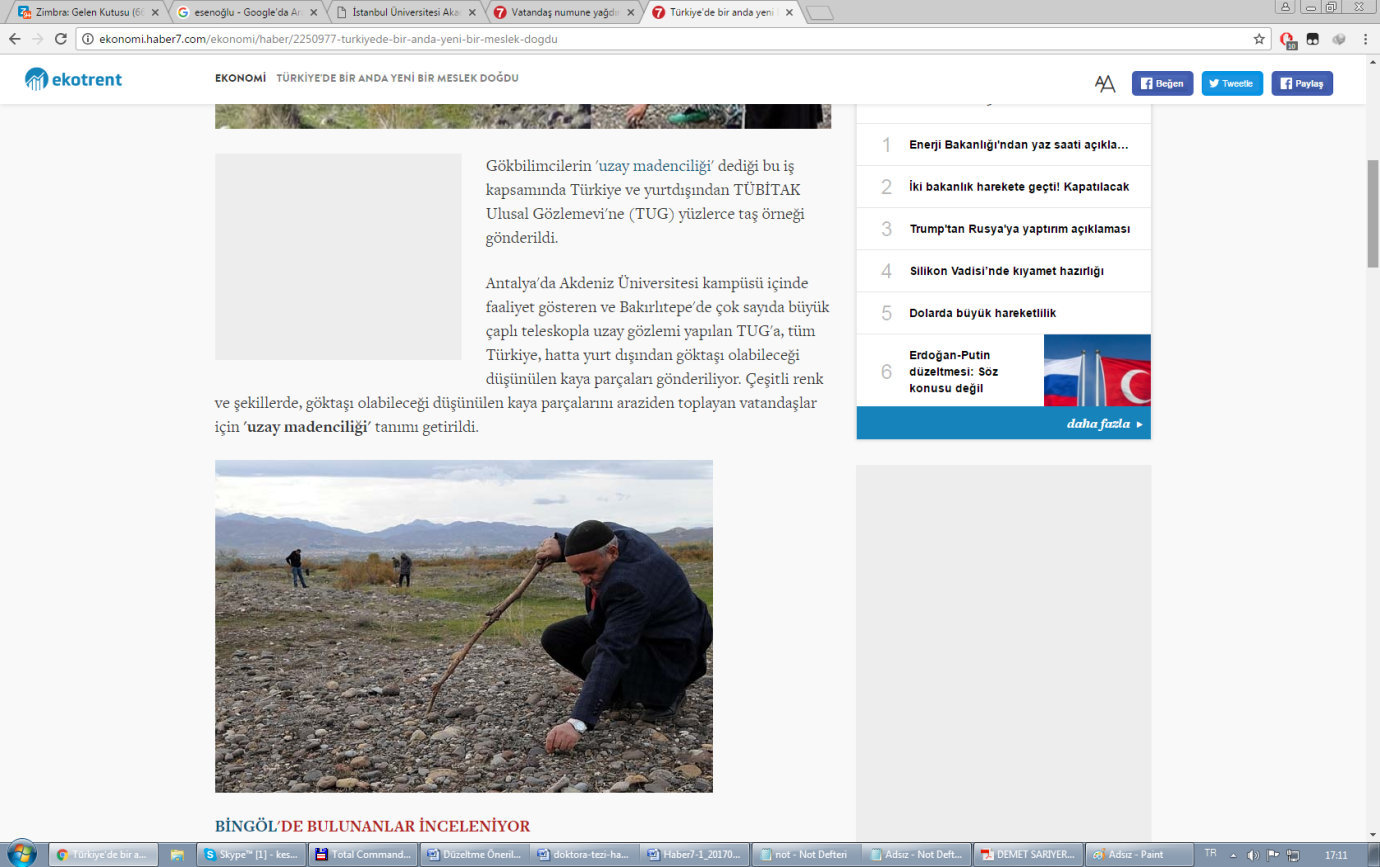 Zimbra: Gelen Kutusu (6
esenoğlu - Google'da Ar
İstanbul Üniversitesi Aka
Vatandaş numune yağdı
Türkiye'de bir anda yeni
ekonomi.haber7.com/ekonomi/haber/2250977-turkiyede-bir-anda-yeni-bir-meslek-dogdu
10
ekotrent
EKONOMİ TÜRKİYE'DE BİR ANDA YENİ BİR MESLEK DOĞDU
AA
Beğen
Tweetle
Paylaş
Gökbilimcilerin 'uzay madenciliği' dediği bu iş
kapsamında Türkiye ve yurtdışından TÜBİTAK
Ulusal Gözlemevi'ne (TUG) yüzlerce taş örneği
gönderildi.
Antalya'da Akdeniz Üniversitesi kampüsü içinde
faaliyet gösteren ve Bakırlıtepe'de çok sayıda büyük
çaplı teleskopla uzay gözlemi yapılan TUG'a, tüm
Türkiye, hatta yurt dışından göktaşı olabileceği
düşünülen kaya parçaları gönderiliyor. Çeşitli renk
ve şekillerde, göktaşı olabileceği düşünülen kaya parçalarını araziden toplayan vatandaşlar
için 'uzay madenciliği' tanımı getirildi.
BİNGÖL'DE BULUNANLAR İNCELENİYOR
1 Enerji Bakanlığı'ndan yaz saati açıkla...
2 İki bakanlık harekete geçti! Kapatılacak
3 Trump'tan Rusya'ya yaptırım açıklaması
4 Silikon Vadisi'nde kıyamet hazırlığı
5 Dolarda büyük hareketlilik
6 Erdoğan-Putin
düzeltmesi: Söz
konusu değil
daha fazla
Türkiye'de bir a...
Skype™ [1] - kes...
Total Comman...
Düzeltme Öneril...
doktora-tezi-ha...
Haber7-1_20170...
not - Not Defteri
Adsız - Not Deft...
DEMET SARIYER...
Adsız - Paint
TR
17:11